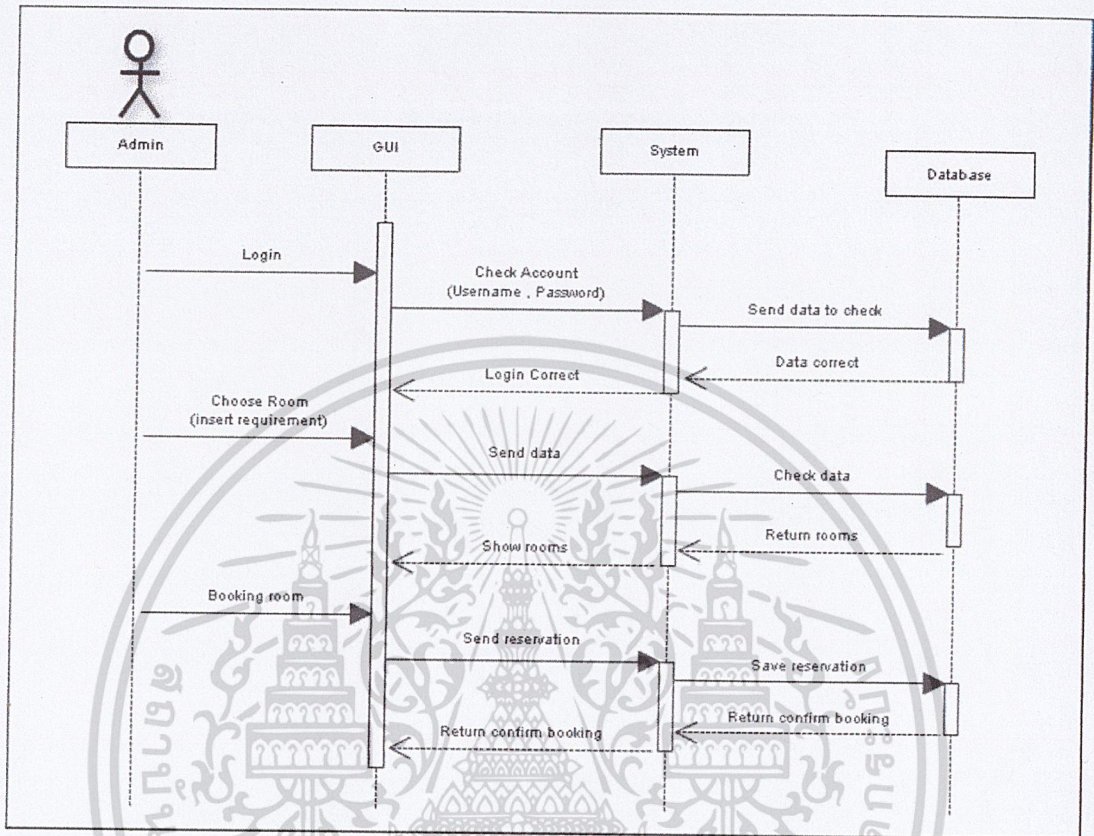 Admin
GUI
System
Database
Login
Check Account
(Username , Password)
Send data to check
Data correct
Login Correct
Choose Room
(insert requirement)
Send data
Check data
Return rooms
Show rooms
Booking room
Send reservation
Save reservation
Return confirm booking
Return confirm booking